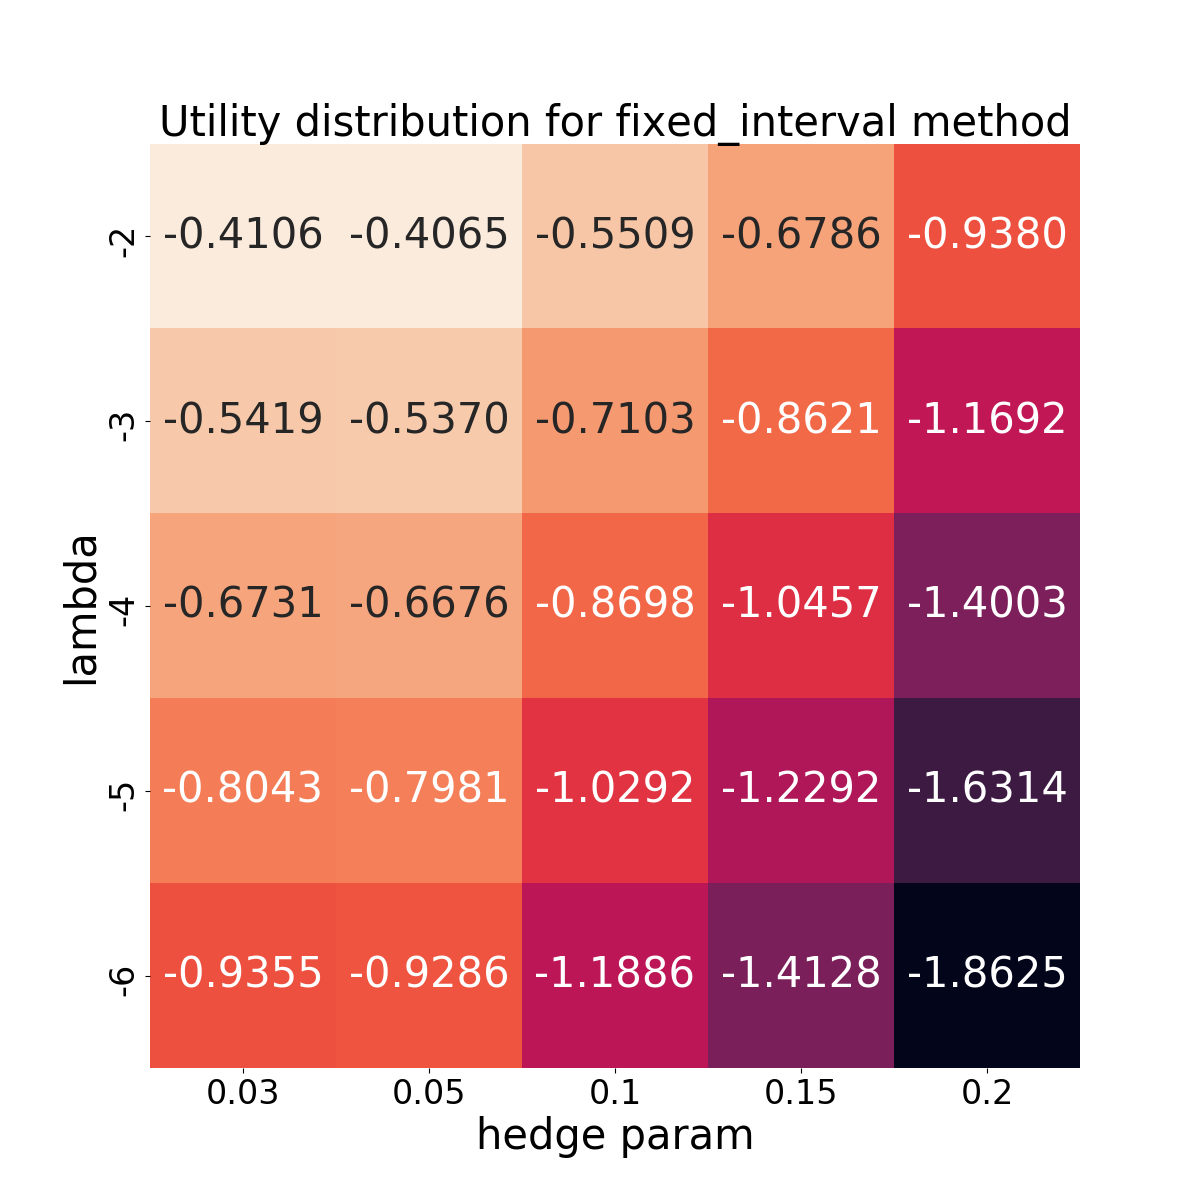 Utility distribution for fixed_interval method
-2 -0.4106 -0.4065 -0.5509 -0.6786 -0.9380
-3 -0.5419 -0.5370 -0.7103 -0.8621 -1.1692
lambda
-4 -0.6731 -0.6676 -0.8698 -1.0457 -1.4003
-5 -0.8043 -0.7981 -1.0292 -1.2292 -1.6314
-6 -0.9355 -0.9286 -1.1886 -1.4128 -1.8625
0.03 0.05 0.1 0.15 0.2
hedge param